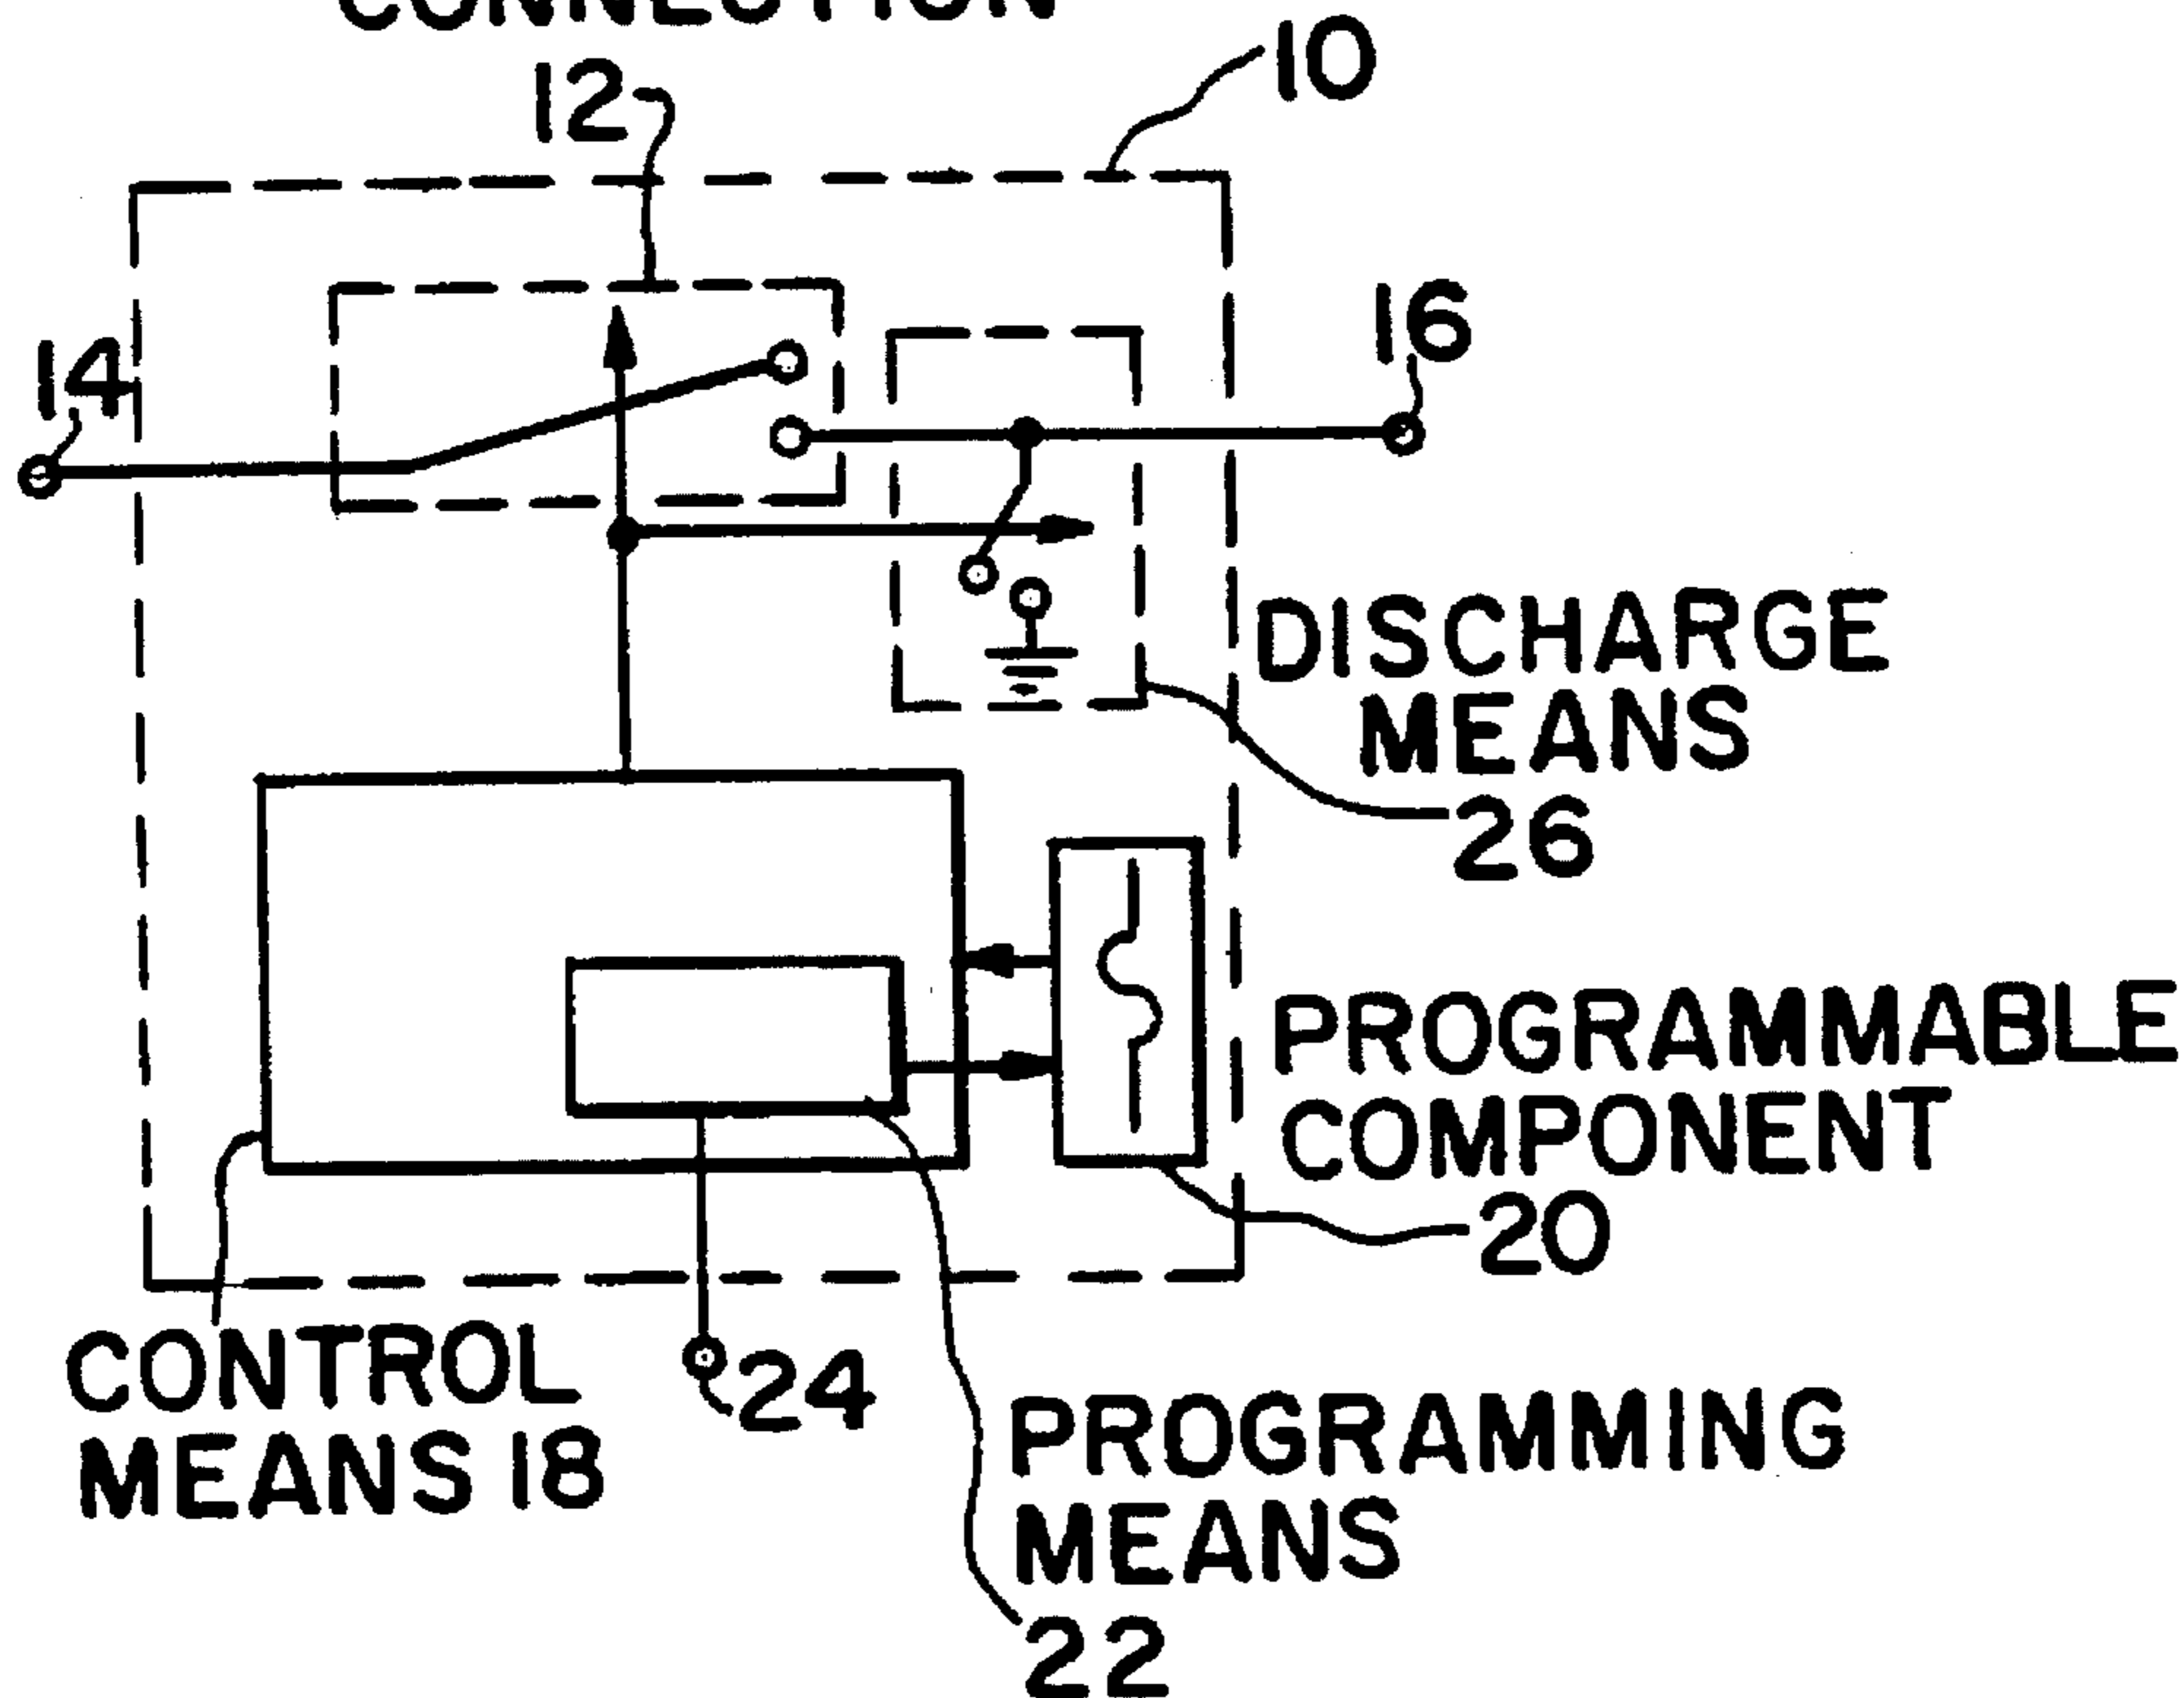 CONNECTION
12
10
14
16
DISCHARGE
MEANS
26
PROGRAMMABLE
COMPONENT
20
CONTROL
MEANS 18
24
PROGRAMMING
MEANS
22